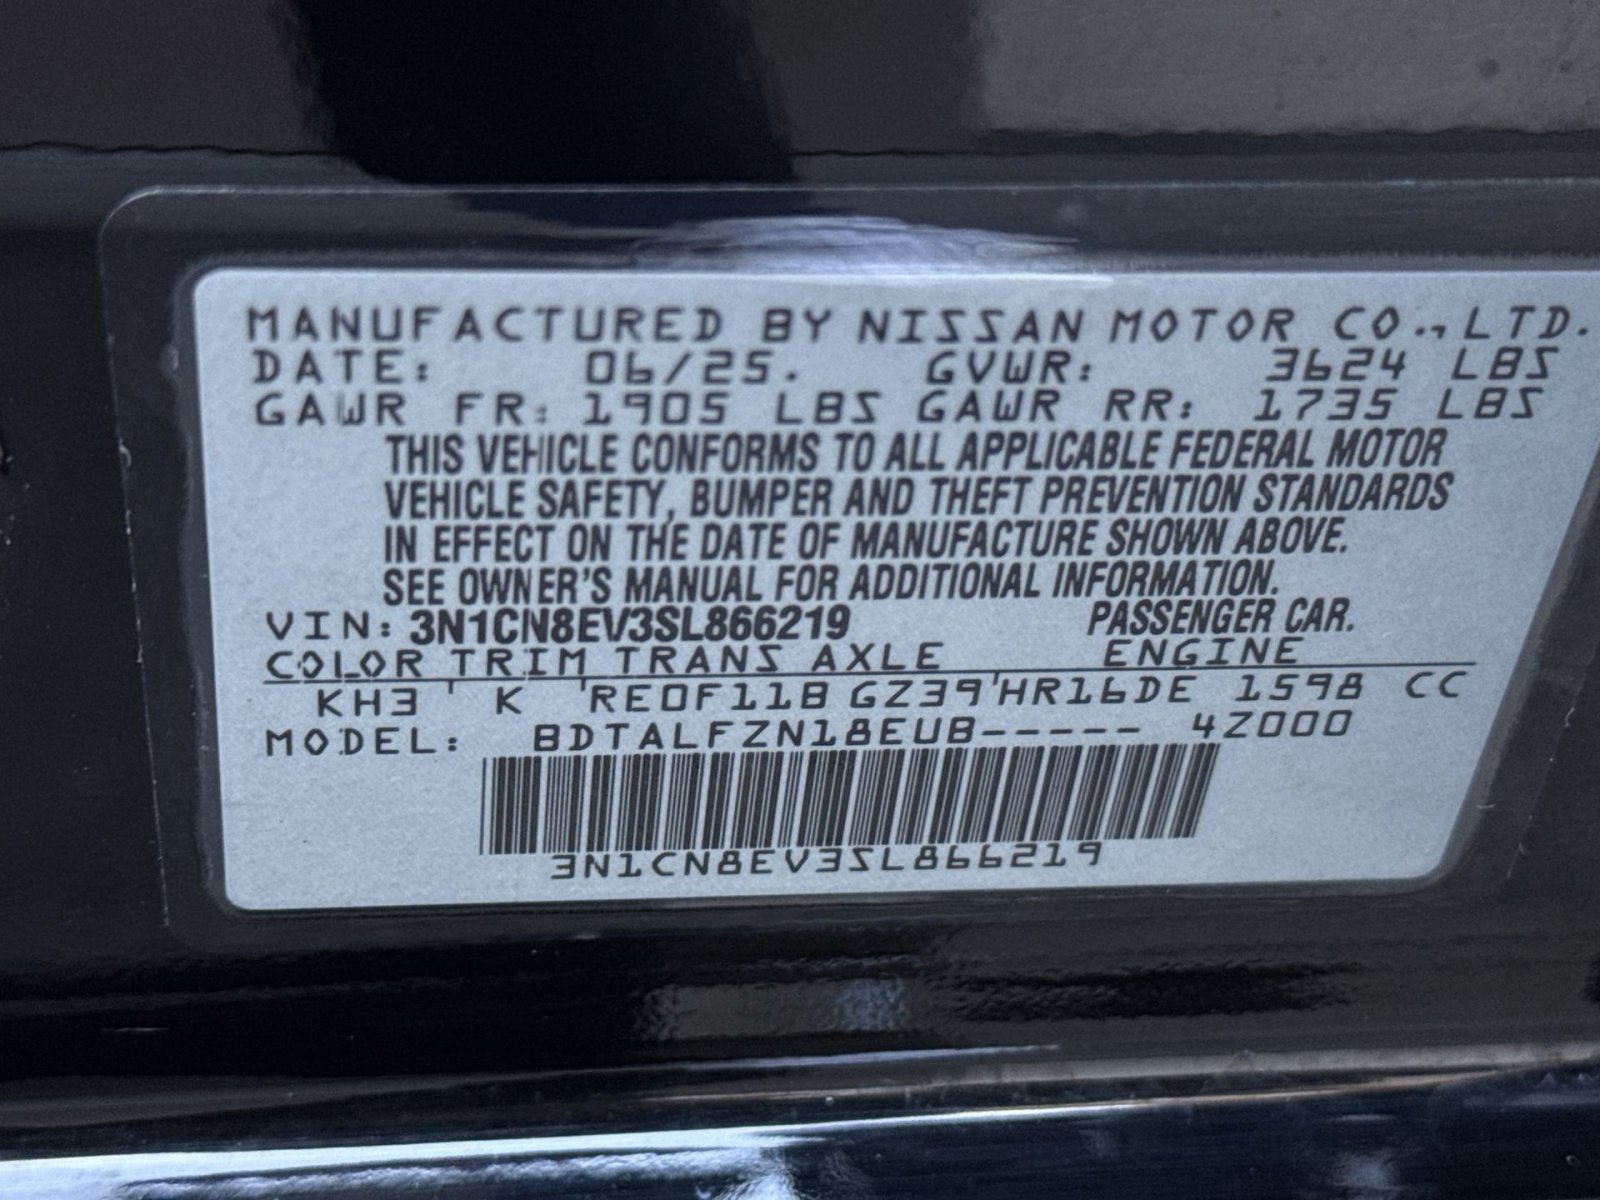 MANUFACTURED BY NISSAN MOTOR CO., LTD.
DATE: 06/25. GVWR: 3624 LBS
GAWR FR: 1905 LBS GAWR RR: 1735 LBS
THIS VEHICLE CONFORMS TO ALL APPLICABLE FEDERAL MOTOR
VEHICLE SAFETY, BUMPER AND THEFT PREVENTION STANDARDS
IN EFFECT ON THE DATE OF MANUFACTURE SHOWN ABOVE.
SEE OWNER'S MANUAL FOR ADDITIONAL INFORMATION.
VIN: 3N1CN8EV3SL866219 PASSENGER CAR.
COLOR TRIM TRANS AXLE ENGINE
KH3 ' K 'RE0F11B GZ39'HR16DE 1598 CC
MODEL: BDTALFZN18EUB----- 4Z000
3N1CN8EV3SL866219